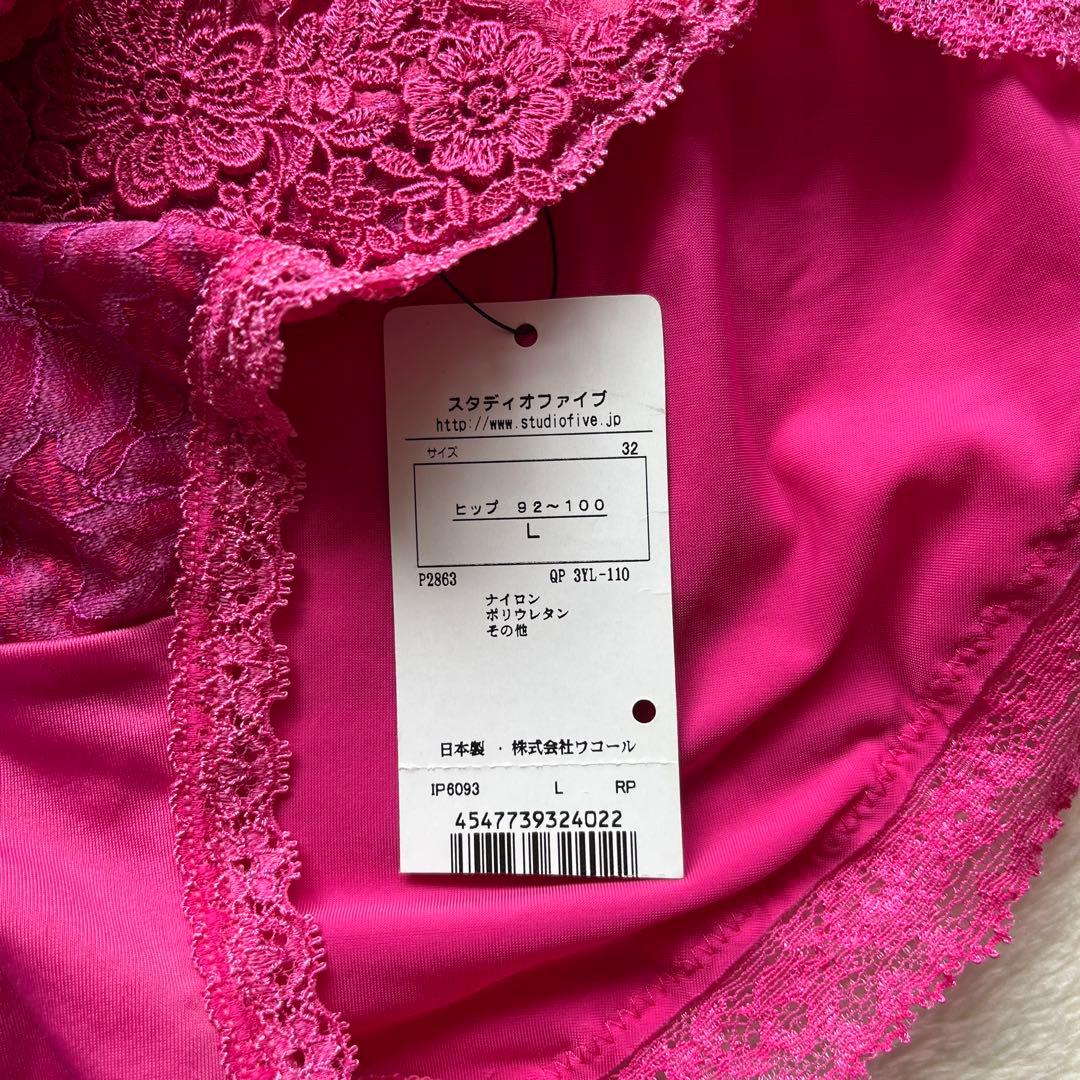 スタディオファイブ
http://www.studiofive.jp
サイズ 32
ヒップ 92～100
L
P2863 QP 3YL-110
ナイロン
ポリウレタン
その他
日本製 ・ 株式会社ワコール
IP6093 L RP
4547739324022